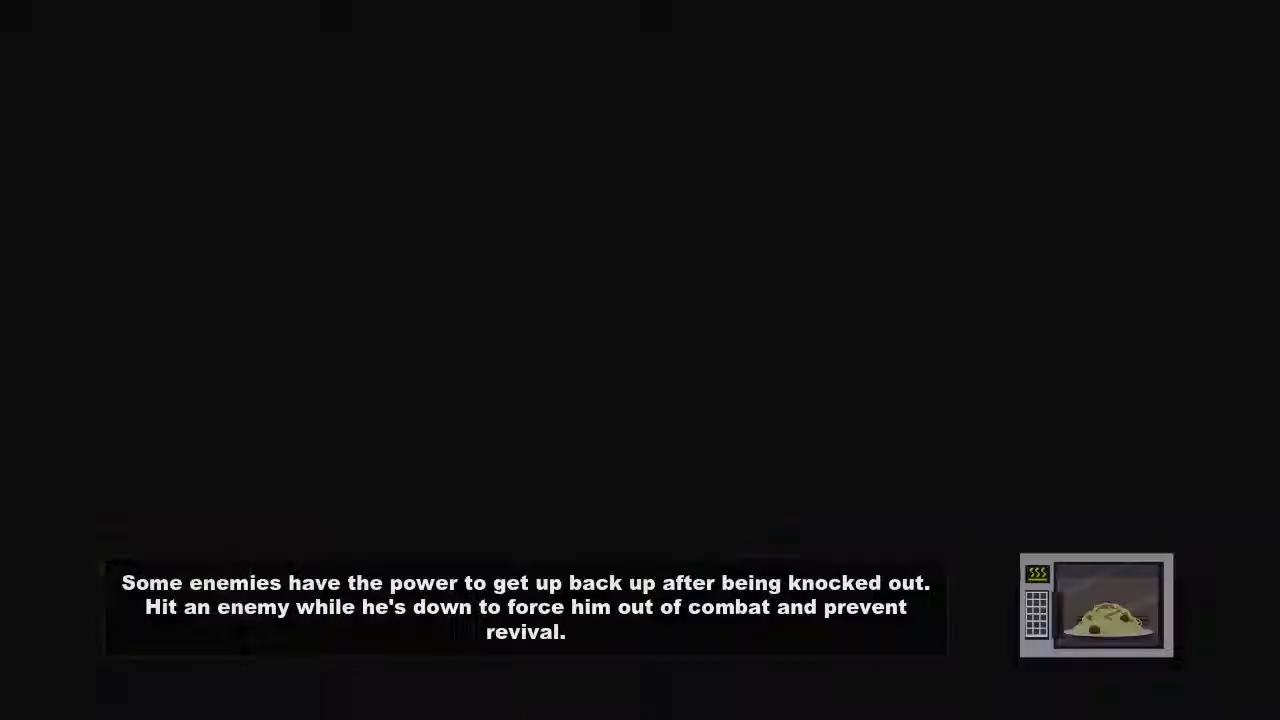 Some enemies have the power to get up back up after being knocked out.
Hit an enemy while he's down to force him out of combat and prevent
revival.